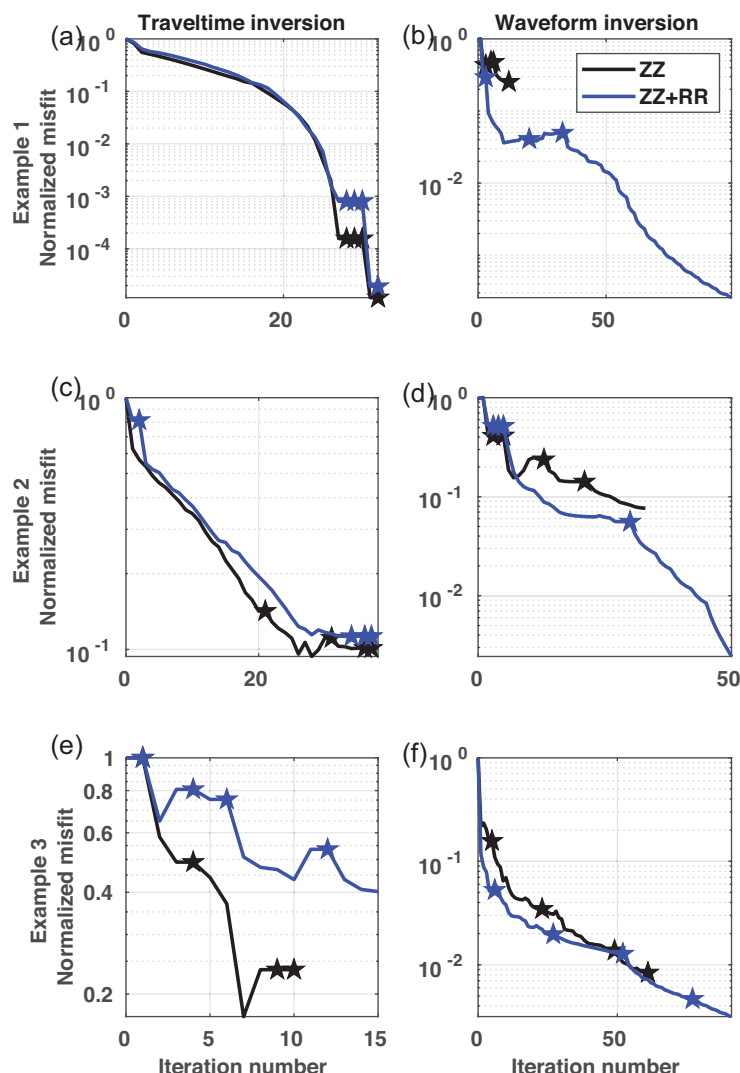 Traveltime inversion
Waveform inversion
(a)
(b)
Example 1
Normalized misfit
10^0
10^-1
10^-2
10^-3
10^-4
0
20
10^0
10^-2
0
50
ZZ
ZZ+RR
(c)
(d)
Example 2
Normalized misfit
10^0
10^-1
0
20
10^0
10^-1
10^-2
0
50
(e)
(f)
Example 3
Normalized misfit
1
0.8
0.6
0.4
0.2
0
5
10
15
Iteration number
10^0
10^-1
10^-2
0
50
Iteration number